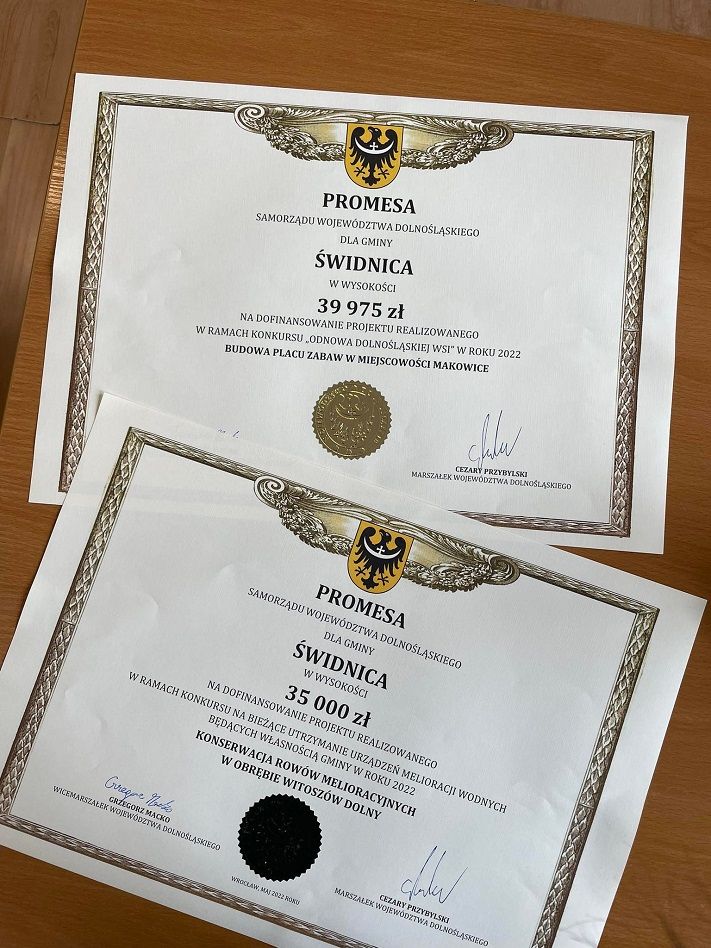 PROMESA
SAMORZĄDU WOJEWÓDZTWA DOLNOŚLĄSKIEGO
DLA GMINY
ŚWIDNICA
W WYSOKOŚCI
39 975 zł
NA DOFINANSOWANIE PROJEKTU REALIZOWANEGO
W RAMACH KONKURSU „ODNOWA DOLNOŚLĄSKIEJ WSI" W ROKU 2022
BUDOWA PLACU ZABAW W MIEJSCOWOŚCI MAKOWICE
CEZARY PRZYBYLSKI
MARSZAŁEK WOJEWÓDZTWA DOLNOŚLĄSKIEGO
PROMESA
SAMORZĄDU WOJEWÓDZTWA DOLNOŚLĄSKIEGO
DLA GMINY
ŚWIDNICA
W WYSOKOŚCI
35 000 zł
NA DOFINANSOWANIE PROJEKTU REALIZOWANEGO
W RAMACH KONKURSU NA BIEŻĄCE UTRZYMANIE URZĄDZEŃ MELIORACJI WODNYCH
BĘDĄCYCH WŁASNOŚCIĄ GMINY W ROKU 2022
KONSERWACJA ROWÓW MELIORACYJNYCH
W OBRĘBIE WITOSZÓW DOLNY
GRZEGORZ MACKO
WICEMARSZAŁEK WOJEWÓDZTWA DOLNOŚLĄSKIEGO
WROCŁAW, MAJ 2022 ROKU
CEZARY PRZYBYLSKI
MARSZAŁEK WOJEWÓDZTWA DOLNOŚLĄSKIEGO